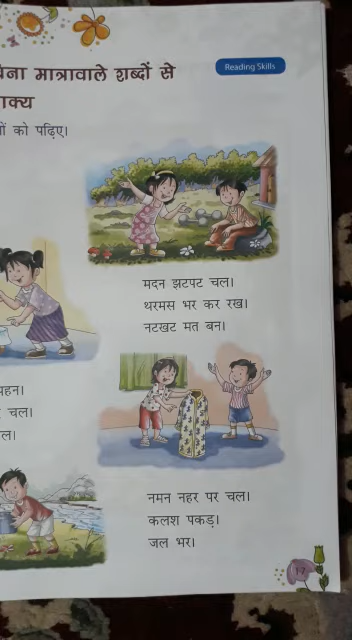 Reading Skills
मात्रावाले शब्दों से
को पढ़िए।
मदन झटपट चल।
थरमस भर कर रख।
नटखट मत बन।
चल।
नमन नहर पर चल।
कलश पकड़।
जल भर।
17